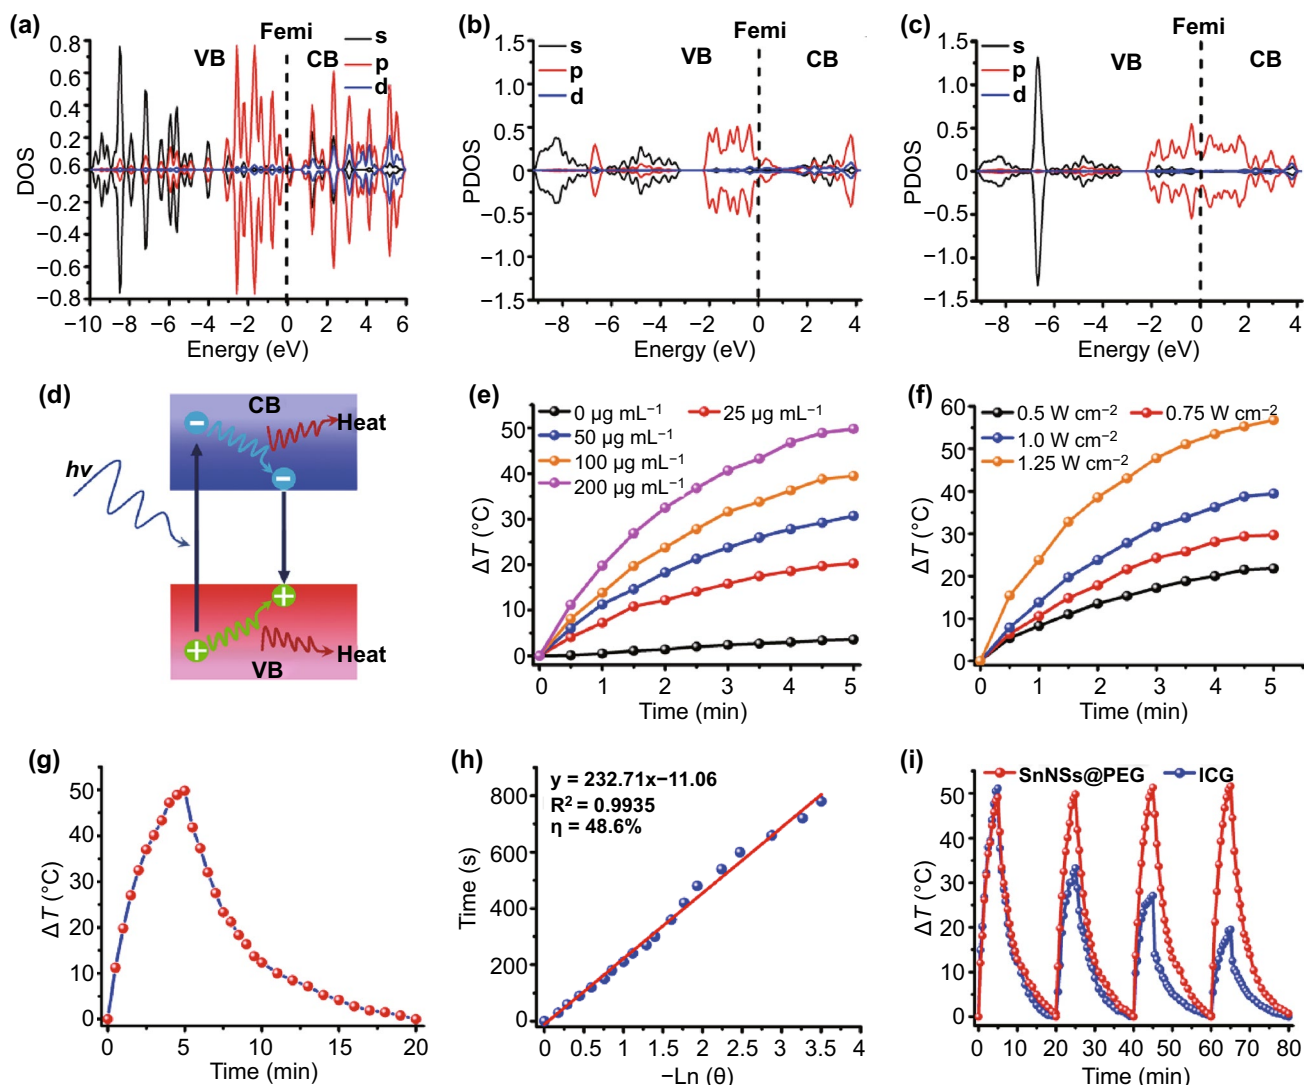 (a)
Femi
VB
CB
s
p
d
0.8
0.6
0.4
0.2
0.0
0.2
−0.4
−0.6
−0.8
DOS
−10 −8 −6 −4 −2 0 2 4 6
Energy (eV)
(b)
Femi
VB
CB
s
p
d
1.5
1.0
0.5
0
−0.5
−1.0
−1.5
PDOS
−8 −6 −4 −2 0 2 4
Energy (eV)
(c)
Femi
VB
CB
s
p
d
1.5
1.0
0.5
0
−0.5
−1.0
−1.5
PDOS
−8 −6 −4 −2 0 2 4
Energy (eV)
(d)
CB
Heat
hv
− −
+ +
VB
Heat
(e)
0 µg mL−1 25 µg mL−1
50 µg mL−1
100 µg mL−1
200 µg mL−1
50
40
30
20
10
0
ΔT (°C)
0 1 2 3 4 5
Time (min)
(f)
0.5 W cm−2 0.75 W cm−2
1.0 W cm−2
1.25 W cm−2
60
50
40
30
20
10
0
ΔT (°C)
0 1 2 3 4 5
Time (min)
(g)
50
40
30
20
10
0
ΔT (°C)
0 5 10 15 20
Time (min)
(h)
y = 232.71x−11.06
R2 = 0.9935
η = 48.6%
800
600
400
200
0
Time (s)
0 0.5 1 1.5 2 2.5 3 3.5 4
−Ln (θ)
(i)
SnNSs@PEG ICG
50
40
30
20
10
0
ΔT (°C)
0 10 20 30 40 50 60 70 80
Time (min)